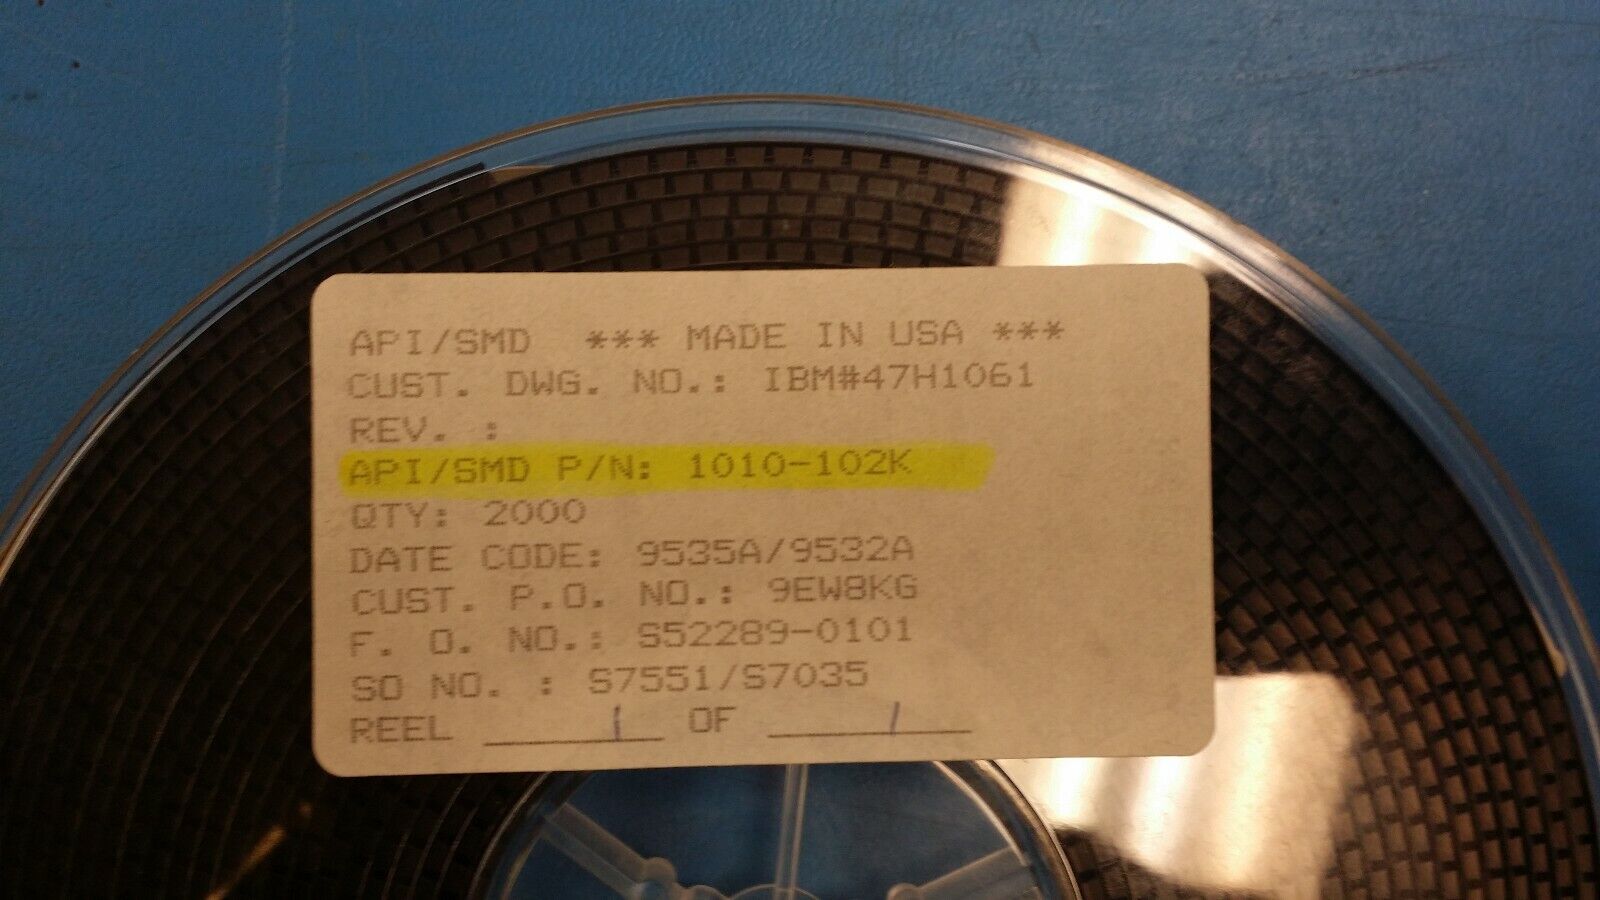 API/SMD *** MADE IN USA ***
CUST. DWG. NO.: IBM#47H1061
REV. :
API/SMD P/N: 1010-102K
QTY: 2000
DATE CODE: 9535A/9532A
CUST. P.O. NO.: 9EW8KG
F. O. NO.: S52289-0101
SO NO. : S7551/S7035
REEL 1 OF 1